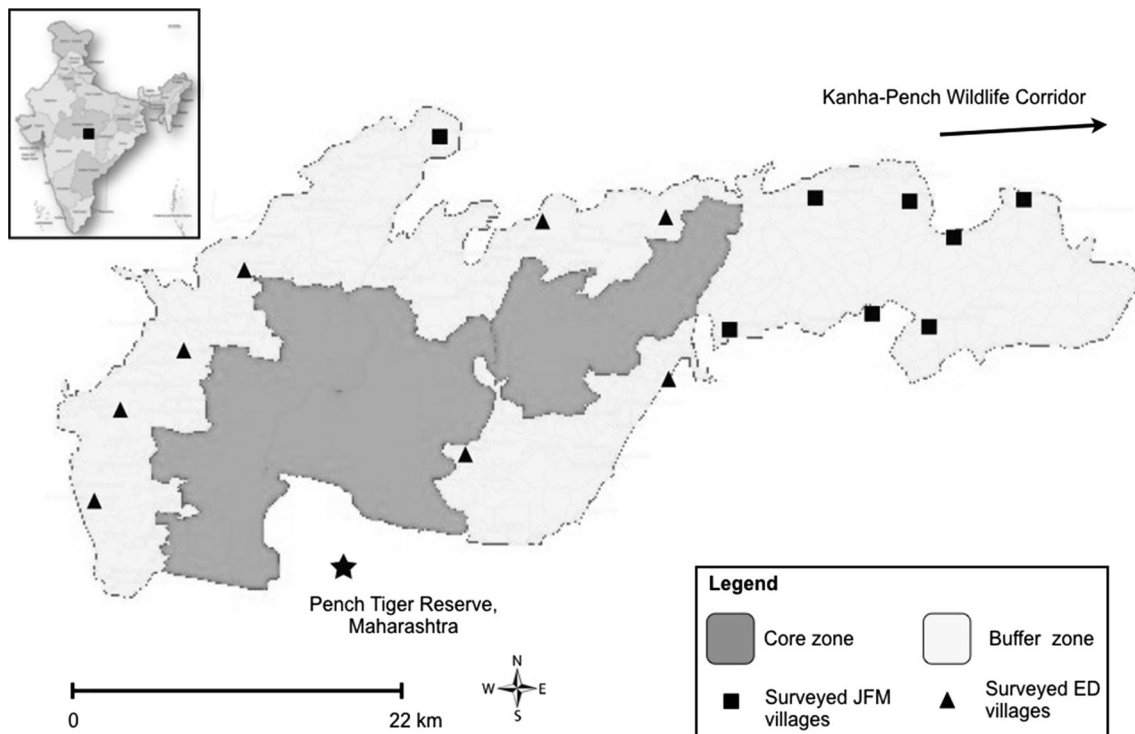 Kanha-Pench Wildlife Corridor
Pench Tiger Reserve,
Maharashtra
N
W E
S
0 22 km
Legend
Core zone
Buffer zone
Surveyed JFM
villages
Surveyed ED
villages